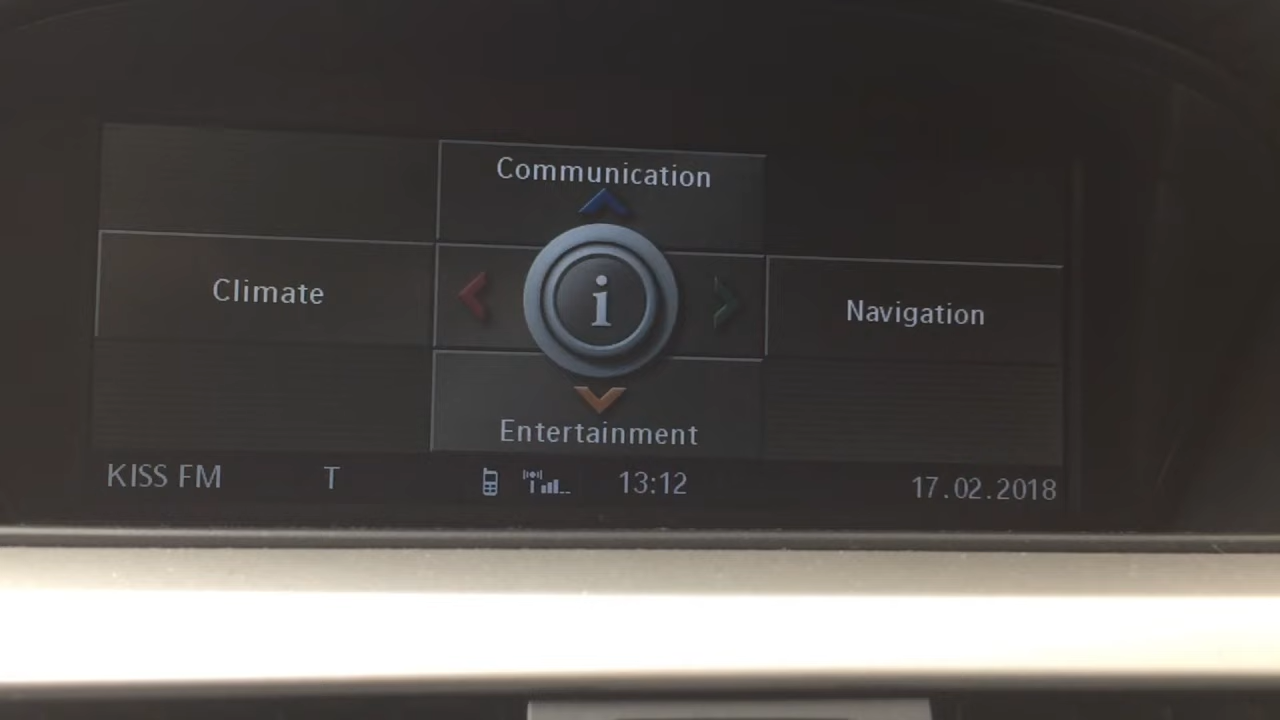 Communication
Climate
i
Navigation
Entertainment
KISS FM T 13:12 17.02.2018